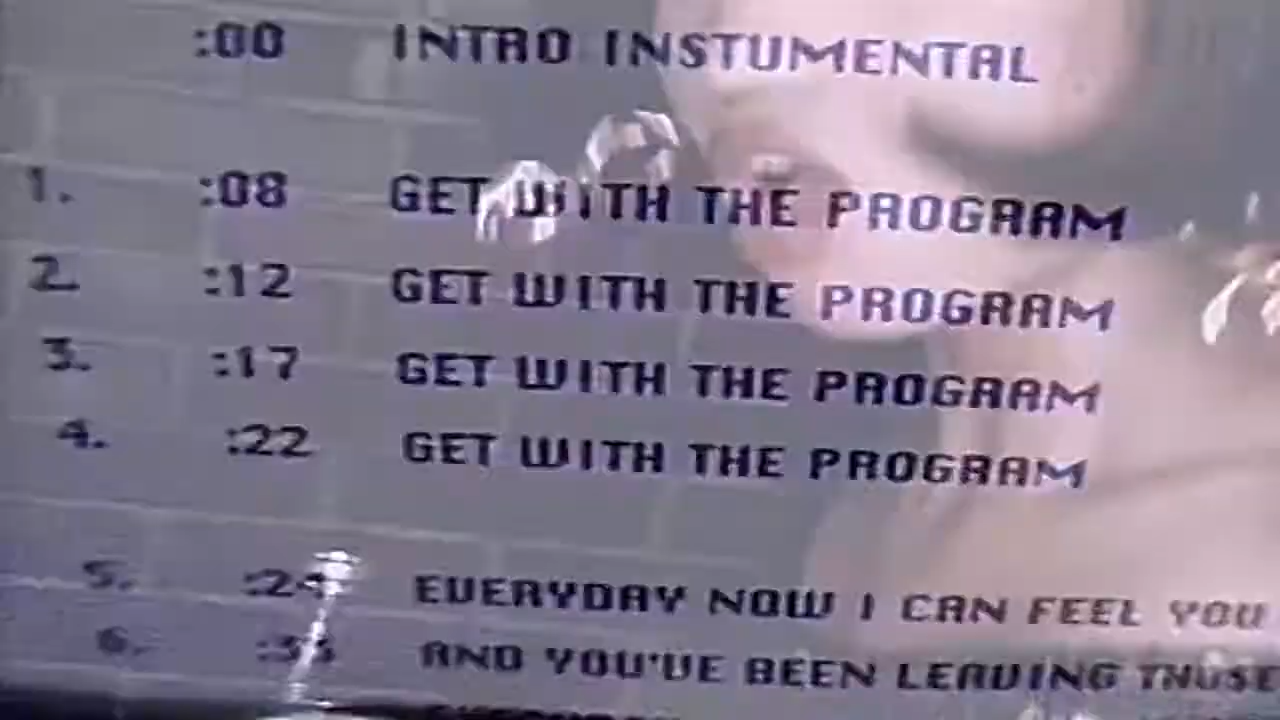 :00 INTRO INSTUMENTAL
1. :08 GET WITH THE PROGRAM
2. :12 GET WITH THE PROGRAM
3. :17 GET WITH THE PROGRAM
4. :22 GET WITH THE PROGRAM
5. EVERYDAY NOW I CAN FEEL YOU
6. AND YOU'VE BEEN LEAVING THOSE